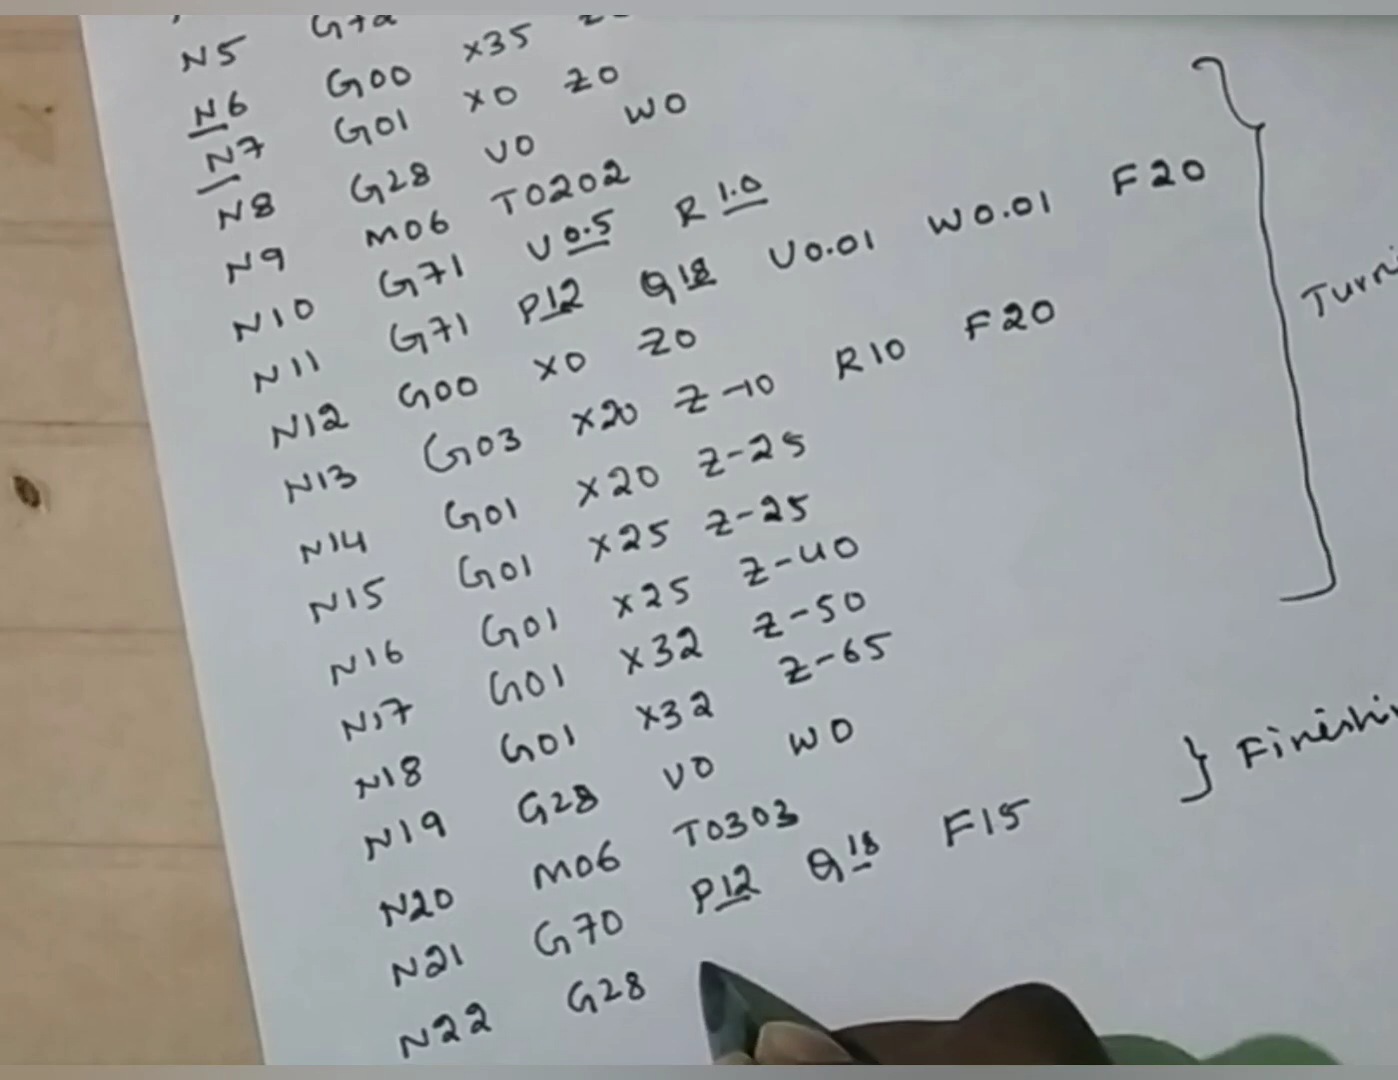 N5
N6 G00 X35
N7 G01 X0 Z0
N8 G28 U0 W0
N9 M06 T0202
N10 G71 U0.5 R1.0
N11 G71 P12 Q18 U0.01 W0.01 F20
N12 G00 X0 Z0
N13 G03 X20 Z-10 R10 F20
N14 G01 X20 Z-25
N15 G01 X25 Z-25
N16 G01 X25 Z-40
N17 G01 X32 Z-50
N18 G01 X32 Z-65
N19 G28 U0 W0
N20 M06 T0303
N21 G70 P12 Q18 F15
N22 G28
Turni
Finishi